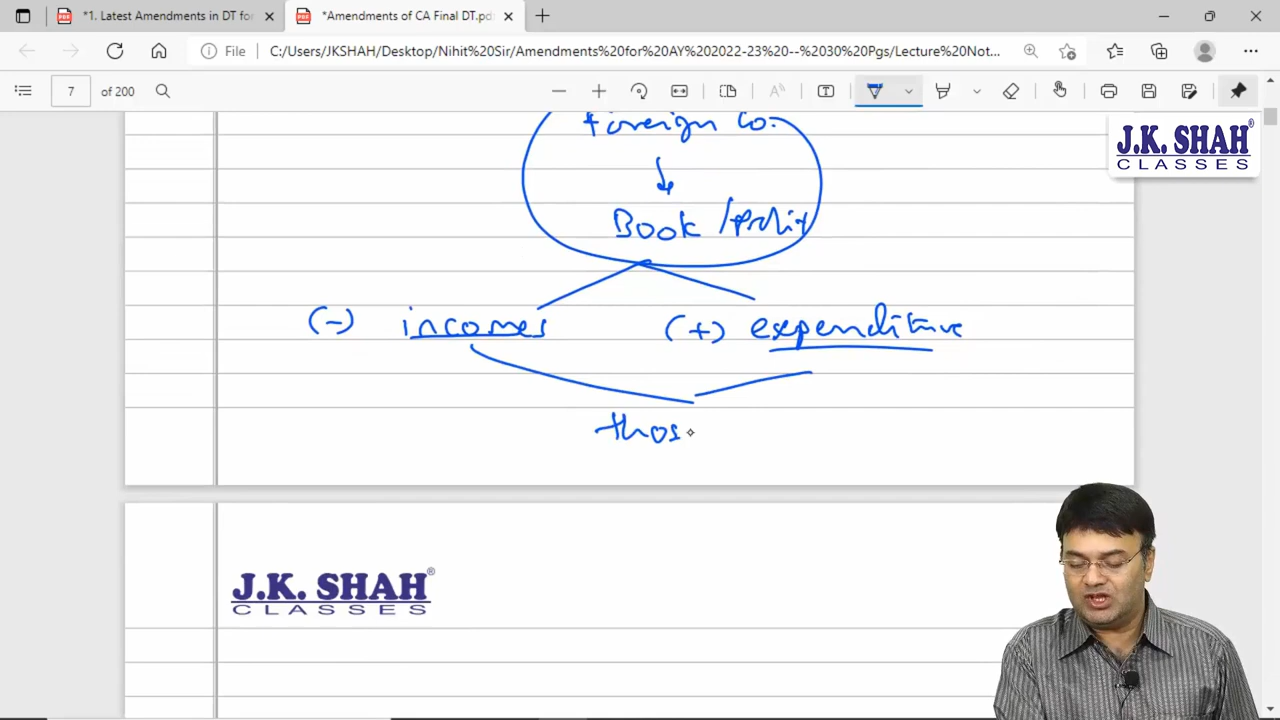 *1. Latest Amendments in DT for
*Amendments of CA Final DT.pd
File
C:/Users/JKSHAH/Desktop/Nihit%20Sir/Amendments%20for%20AY%202022-23%20--%2030%20Pgs/Lecture%20Not...
7 of 200
Foreign Co.
J.K. SHAH®
CLASSES
Book Profit
(-) incomes (+) expenditure
thos
J.K. SHAH®
CLASSES